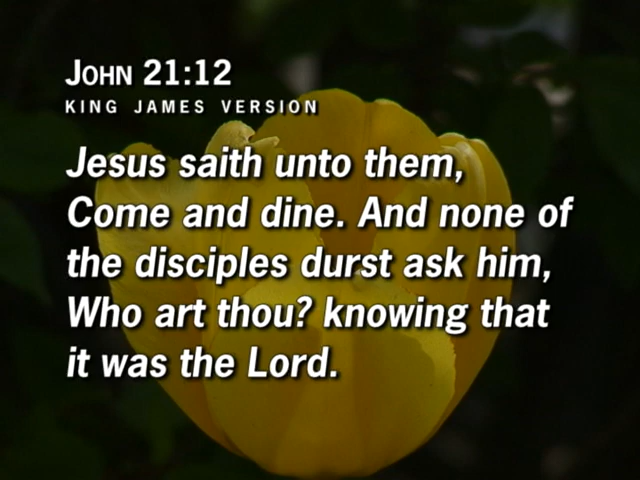 JOHN 21:12
KING JAMES VERSION
Jesus saith unto them,
Come and dine. And none of
the disciples durst ask him,
Who art thou? knowing that
it was the Lord.